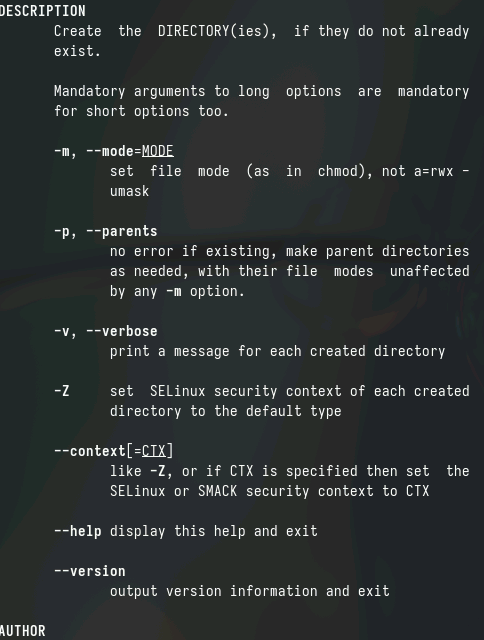 DESCRIPTION
Create the DIRECTORY(ies), if they do not already
exist.
Mandatory arguments to long options are mandatory
for short options too.
-m, --mode=MODE
set file mode (as in chmod), not a=rwx -
umask
-p, --parents
no error if existing, make parent directories
as needed, with their file modes unaffected
by any -m option.
-v, --verbose
print a message for each created directory
-Z set SELinux security context of each created
directory to the default type
--context[=CTX]
like -Z, or if CTX is specified then set the
SELinux or SMACK security context to CTX
--help display this help and exit
--version
output version information and exit
AUTHOR